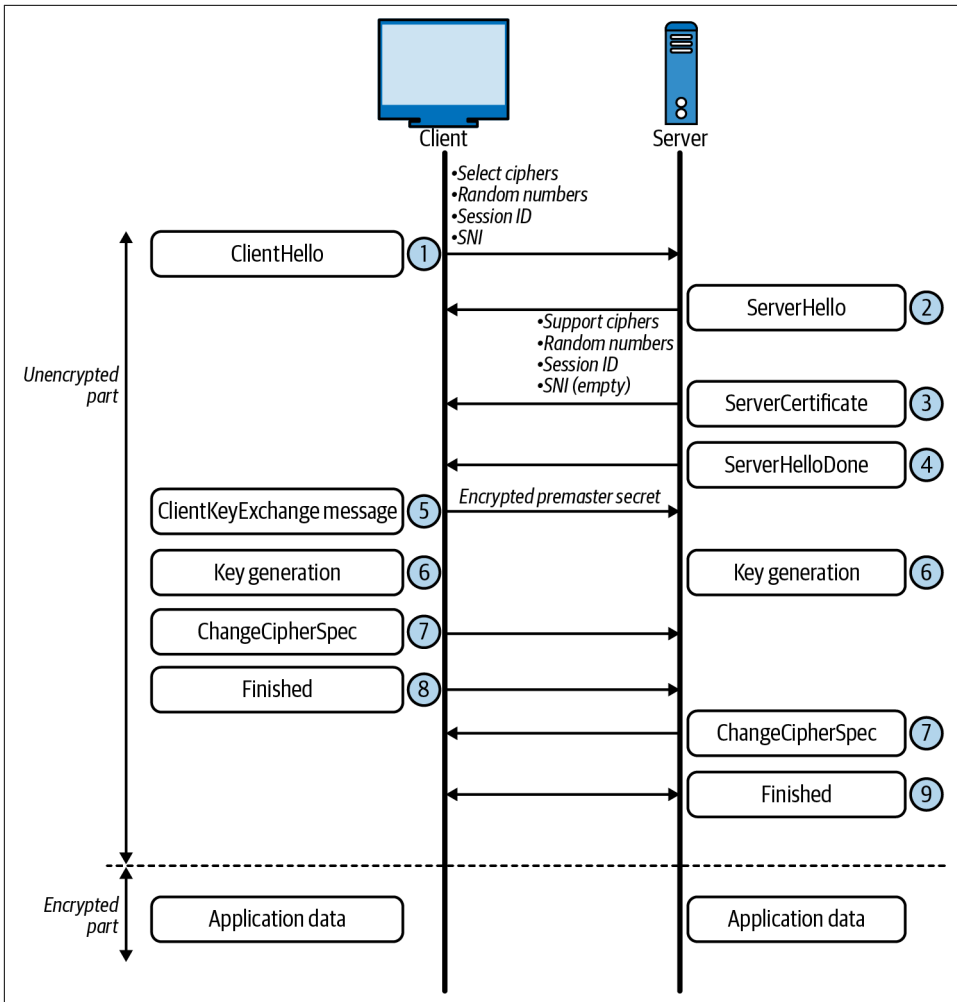 Client
Server
•Select ciphers
•Random numbers
•Session ID
•SNI
ClientHello
1
ServerHello
2
•Support ciphers
•Random numbers
•Session ID
•SNI (empty)
Unencrypted
part
ServerCertificate
3
ServerHelloDone
4
ClientKeyExchange message
5
Encrypted premaster secret
Key generation
6
Key generation
6
ChangeCipherSpec
7
Finished
8
ChangeCipherSpec
7
Finished
9
Encrypted
part
Application data
Application data